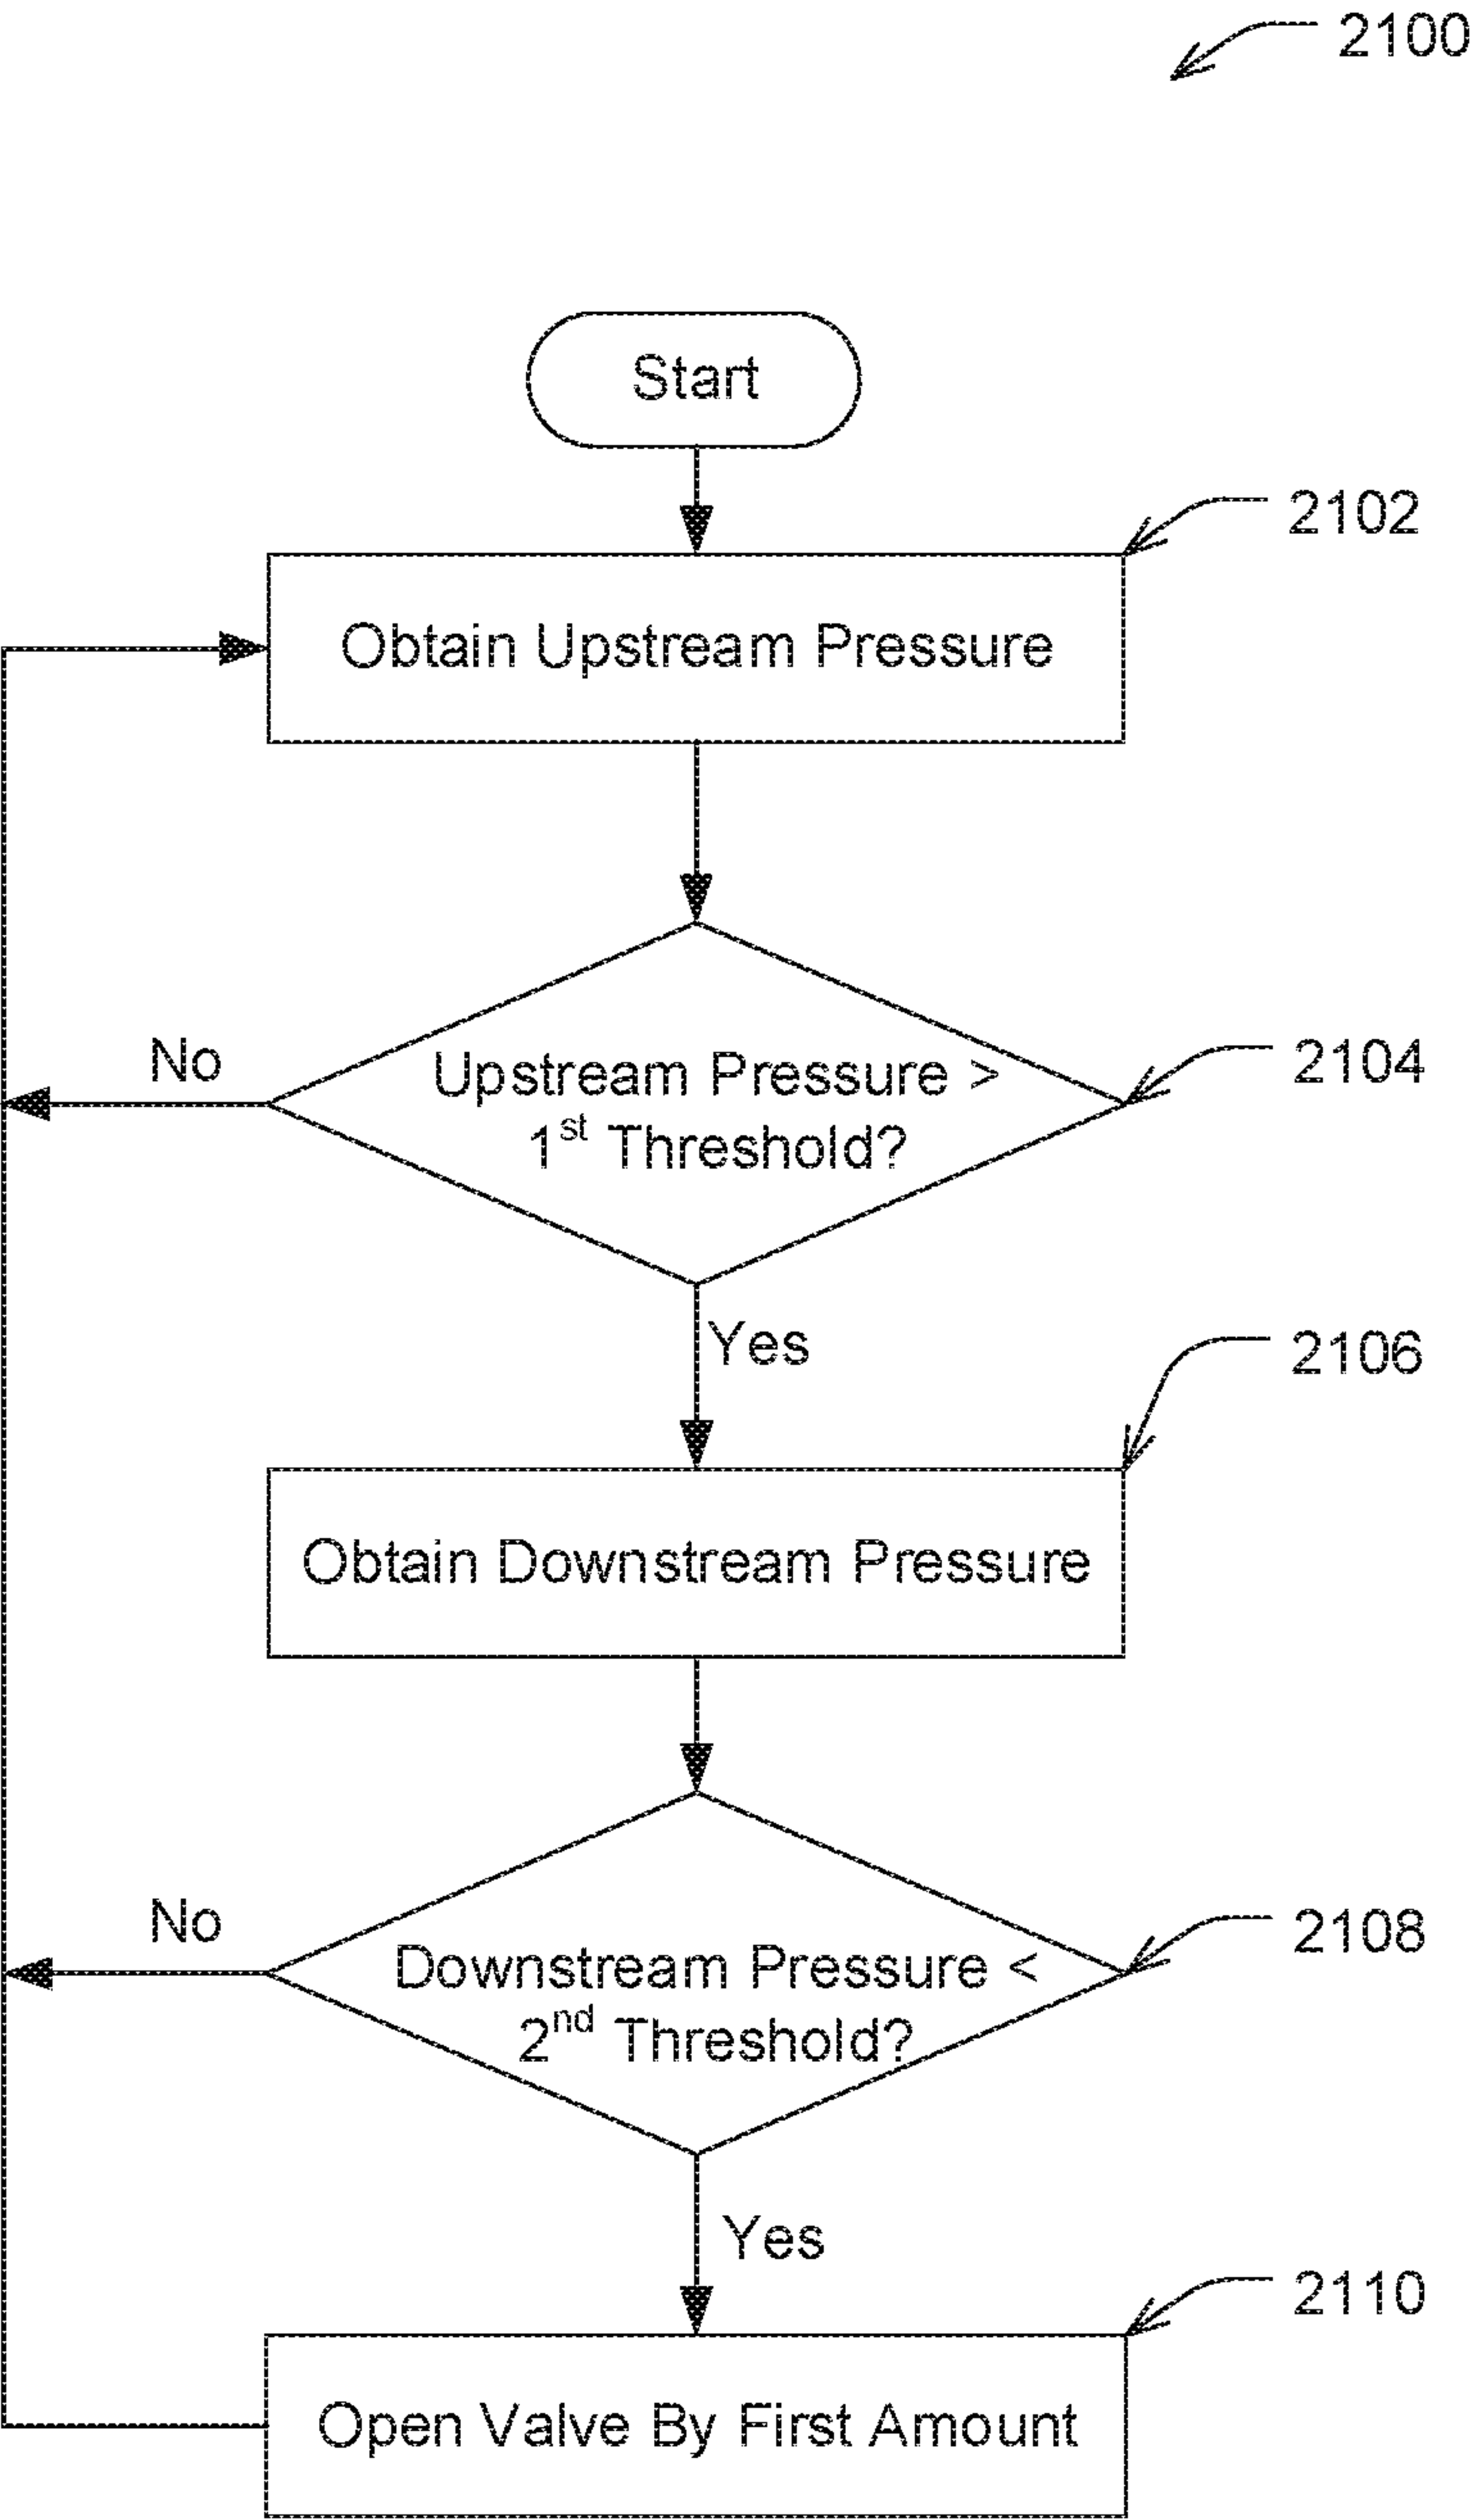 2100
Start
2102
Obtain Upstream Pressure
No
Upstream Pressure >
1st Threshold?
2104
Yes
2106
Obtain Downstream Pressure
No
Downstream Pressure <
2nd Threshold?
2108
Yes
2110
Open Valve By First Amount